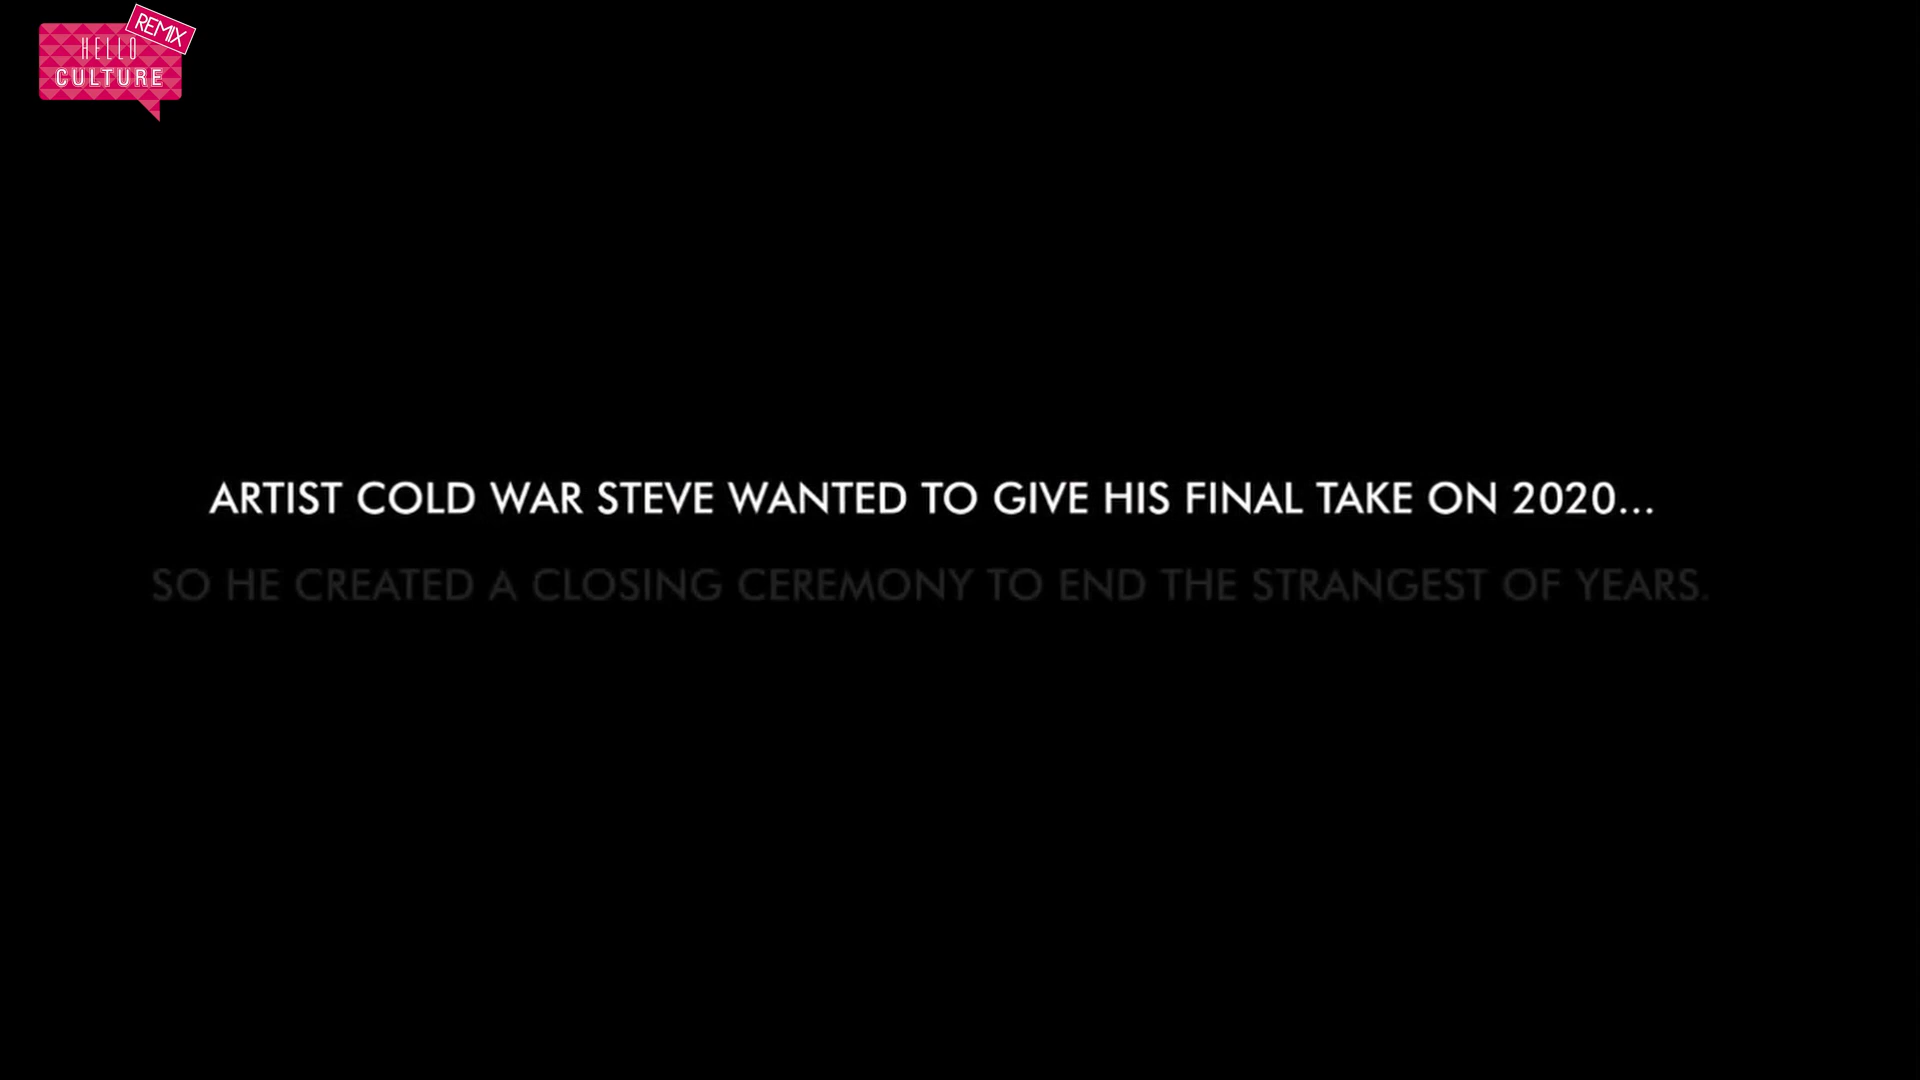 REMIX
HELLO
CULTURE
ARTIST COLD WAR STEVE WANTED TO GIVE HIS FINAL TAKE ON 2020...
SO HE CREATED A CLOSING CEREMONY TO END THE STRANGEST OF YEARS.